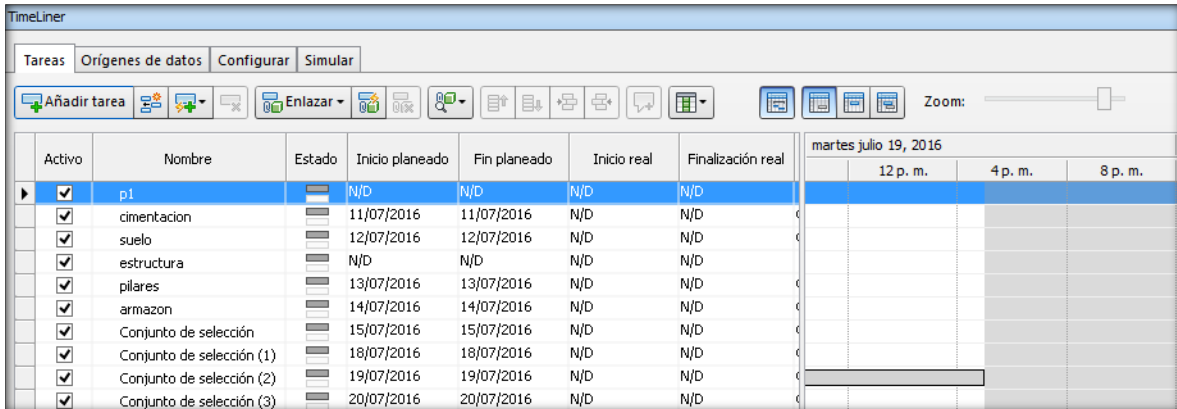 TimeLiner
Tareas Orígenes de datos Configurar Simular
Añadir tarea Enlazar Zoom:
Activo Nombre Estado Inicio planeado Fin planeado Inicio real Finalización real martes julio 19, 2016
12 p. m. 4 p. m. 8 p. m.
p1 N/D N/D N/D N/D
cimentacion 11/07/2016 11/07/2016 N/D N/D
suelo 12/07/2016 12/07/2016 N/D N/D
estructura N/D N/D N/D N/D
pilares 13/07/2016 13/07/2016 N/D N/D
armazon 14/07/2016 14/07/2016 N/D N/D
Conjunto de selección 15/07/2016 15/07/2016 N/D N/D
Conjunto de selección (1) 18/07/2016 18/07/2016 N/D N/D
Conjunto de selección (2) 19/07/2016 19/07/2016 N/D N/D
Conjunto de selección (3) 20/07/2016 20/07/2016 N/D N/D